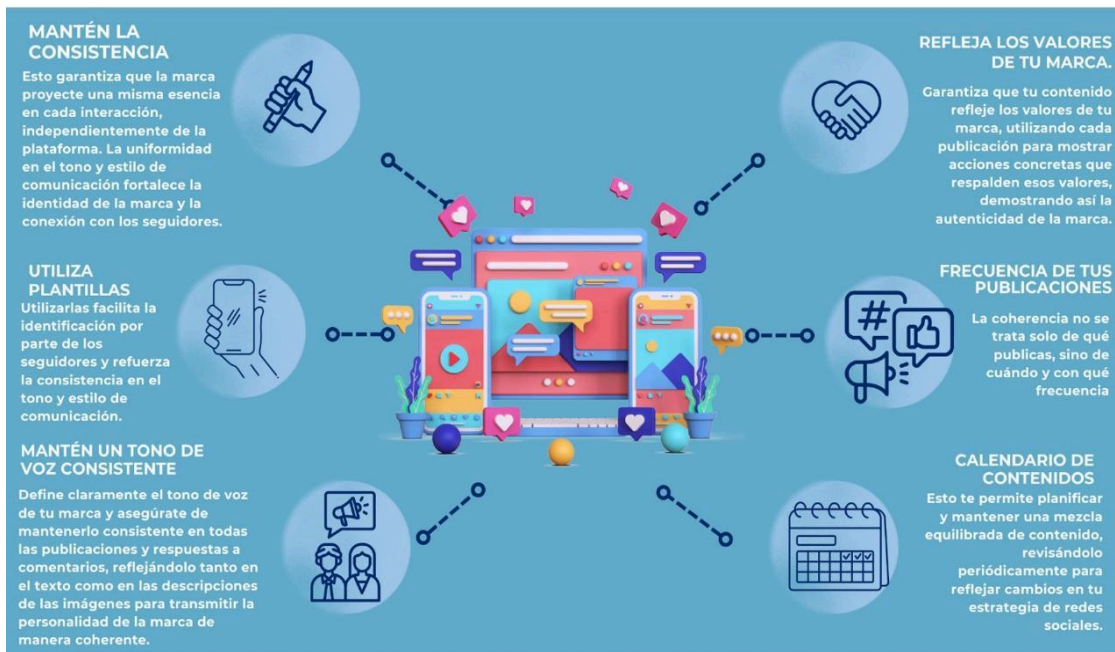 MANTÉN LA
CONSISTENCIA
Esto garantiza que la marca
proyecte una misma esencia
en cada interacción,
independientemente de la
plataforma. La uniformidad
en el tono y estilo de
comunicación fortalece la
identidad de la marca y la
conexión con los seguidores.
UTILIZA
PLANTILLAS
Utilizarlas facilita la
identificación por
parte de los
seguidores y refuerza
la consistencia en el
tono y estilo de
comunicación.
MANTÉN UN TONO DE
VOZ CONSISTENTE
Define claramente el tono de voz
de tu marca y asegúrate de
mantenerlo consistente en todas
las publicaciones y respuestas a
comentarios, reflejándolo tanto en
el texto como en las descripciones
de las imágenes para transmitir la
personalidad de la marca de
manera coherente.
REFLEJA LOS VALORES
DE TU MARCA.
Garantiza que tu contenido
refleje los valores de tu
marca, utilizando cada
publicación para mostrar
acciones concretas que
respalden esos valores,
demostrando así la
autenticidad de la marca.
FRECUENCIA DE TUS
PUBLICACIONES
La coherencia no se
trata solo de qué
publicas, sino de
cuándo y con qué
frecuencia
#
CALENDARIO DE
CONTENIDOS
Esto te permite planificar
y mantener una mezcla
equilibrada de contenido,
revisándolo
periódicamente para
reflejar cambios en tu
estrategia de redes
sociales.